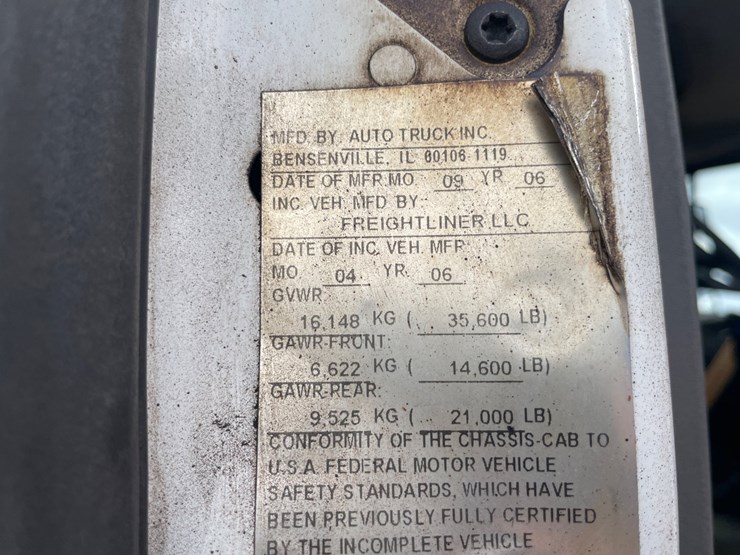 MFD. BY: AUTO TRUCK INC.
BENSENVILLE, IL 60106-1119
DATE OF MFR.MO. 09 YR. 06
INC. VEH. MFD BY:
FREIGHTLINER LLC
DATE OF INC. VEH. MFR.
MO. 04 YR. 06
GVWR:
16,148 KG ( 35,600 LB)
GAWR-FRONT:
6,622 KG ( 14,600 LB)
GAWR-REAR:
9,525 KG ( 21,000 LB)
CONFORMITY OF THE CHASSIS-CAB TO
U.S.A. FEDERAL MOTOR VEHICLE
SAFETY STANDARDS, WHICH HAVE
BEEN PREVIOUSLY FULLY CERTIFIED
BY THE INCOMPLETE VEHICLE